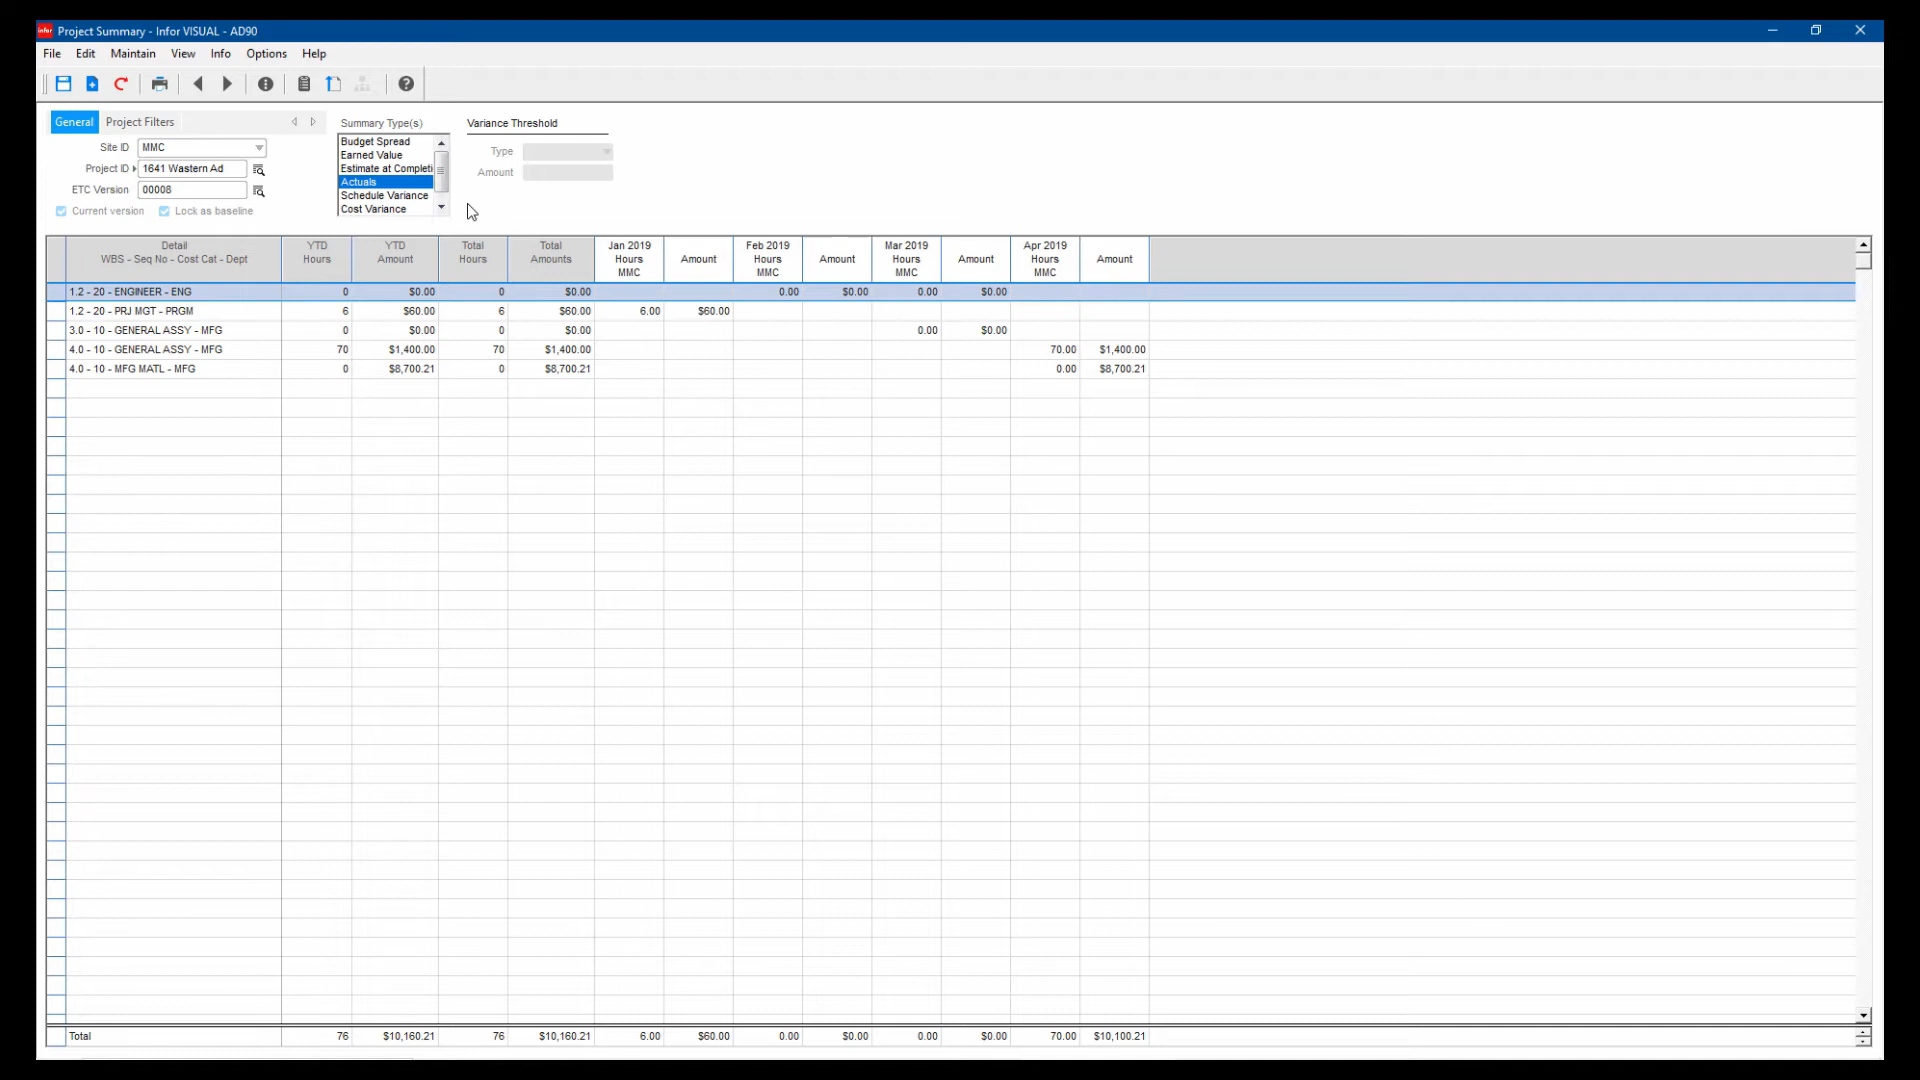 infor Project Summary - Infor VISUAL - AD90
File Edit Maintain View Info Options Help
General Project Filters
Site ID MMC
Project ID 1641 Wastern Ad
ETC Version 00008
Current version Lock as baseline
Summary Type(s)
Budget Spread
Earned Value
Estimate at Completi
Actuals
Schedule Variance
Cost Variance
Variance Threshold
Type
Amount
Detail YTD YTD Total Total Jan 2019 Feb 2019 Mar 2019 Apr 2019
WBS - Seq No - Cost Cat - Dept Hours Amount Hours Amounts Hours Amount Hours Amount Hours Amount Hours Amount
MMC MMC MMC MMC
1.2 - 20 - ENGINEER - ENG 0 $0.00 0 $0.00 0.00 $0.00 0.00 $0.00
1.2 - 20 - PRJ MGT - PRGM 6 $60.00 6 $60.00 6.00 $60.00
3.0 - 10 - GENERAL ASSY - MFG 0 $0.00 0 $0.00 0.00 $0.00
4.0 - 10 - GENERAL ASSY - MFG 70 $1,400.00 70 $1,400.00 70.00 $1,400.00
4.0 - 10 - MFG MATL - MFG 0 $8,700.21 0 $8,700.21 0.00 $8,700.21
Total 76 $10,160.21 76 $10,160.21 6.00 $60.00 0.00 $0.00 0.00 $0.00 70.00 $10,100.21